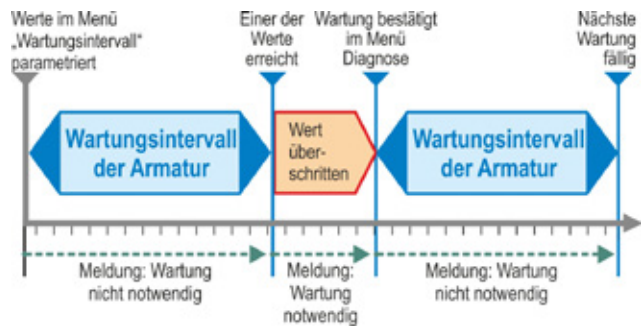 Werte im Menü
„Wartungsintervall“
parametriert
Einer der
Werte
erreicht
Wartung bestätigt
im Menü
Diagnose
Nächste
Wartung
fällig
Wartungsintervall
der Armatur
Wert
über-
schritten
Wartungsintervall
der Armatur
Meldung: Wartung
nicht notwendig
Meldung:
Wartung
notwendig
Meldung: Wartung
nicht notwendig